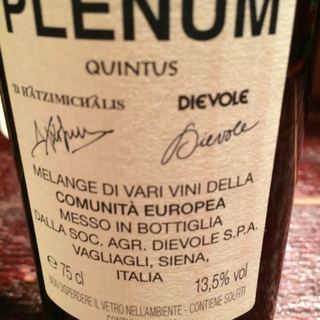 PLENUM
QUINTUS
HATZIMICHALIS DIEVOLE
Dievole
MELANGE DI VARI VINI DELLA
COMUNITÀ EUROPEA
MESSO IN BOTTIGLIA
DALLA SOC. AGR. DIEVOLE S.P.A.
VAGLIAGLI, SIENA,
ITALIA
℮ 75 cl 13,5% vol
NON DISPERDERE IL VETRO NELL'AMBIENTE - CONTIENE SOLFITI